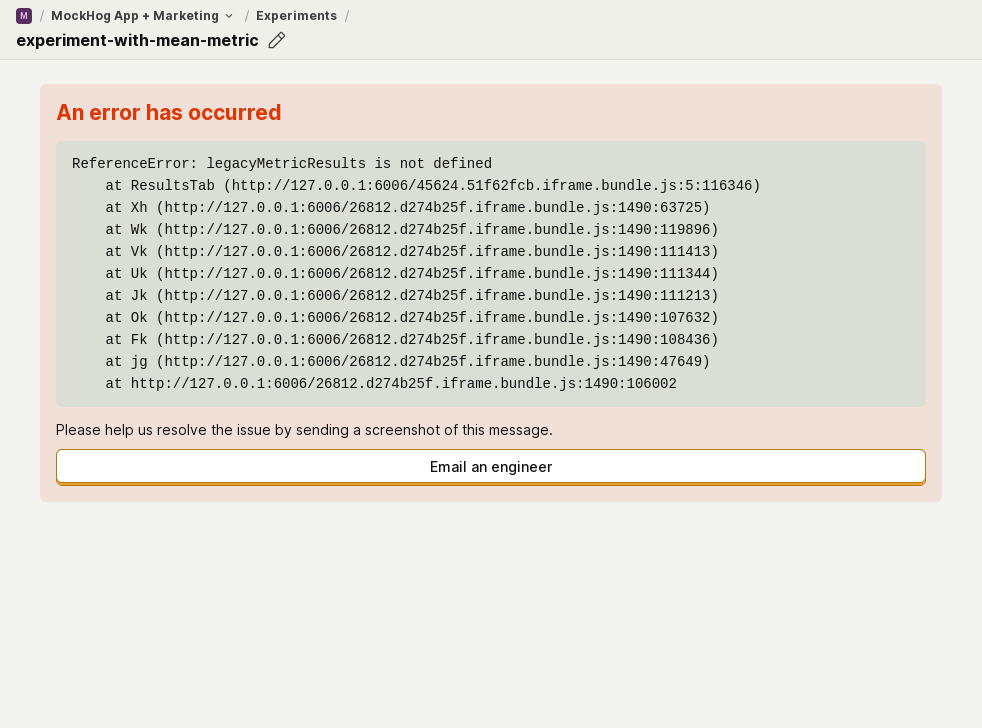 M / MockHog App + Marketing / Experiments /
experiment-with-mean-metric
An error has occurred
ReferenceError: legacyMetricResults is not defined
    at ResultsTab (http://127.0.0.1:6006/45624.51f62fcb.iframe.bundle.js:5:116346)
    at Xh (http://127.0.0.1:6006/26812.d274b25f.iframe.bundle.js:1490:63725)
    at Wk (http://127.0.0.1:6006/26812.d274b25f.iframe.bundle.js:1490:119896)
    at Vk (http://127.0.0.1:6006/26812.d274b25f.iframe.bundle.js:1490:111413)
    at Uk (http://127.0.0.1:6006/26812.d274b25f.iframe.bundle.js:1490:111344)
    at Jk (http://127.0.0.1:6006/26812.d274b25f.iframe.bundle.js:1490:111213)
    at Ok (http://127.0.0.1:6006/26812.d274b25f.iframe.bundle.js:1490:107632)
    at Fk (http://127.0.0.1:6006/26812.d274b25f.iframe.bundle.js:1490:108436)
    at jg (http://127.0.0.1:6006/26812.d274b25f.iframe.bundle.js:1490:47649)
    at http://127.0.0.1:6006/26812.d274b25f.iframe.bundle.js:1490:106002
Please help us resolve the issue by sending a screenshot of this message.
Email an engineer